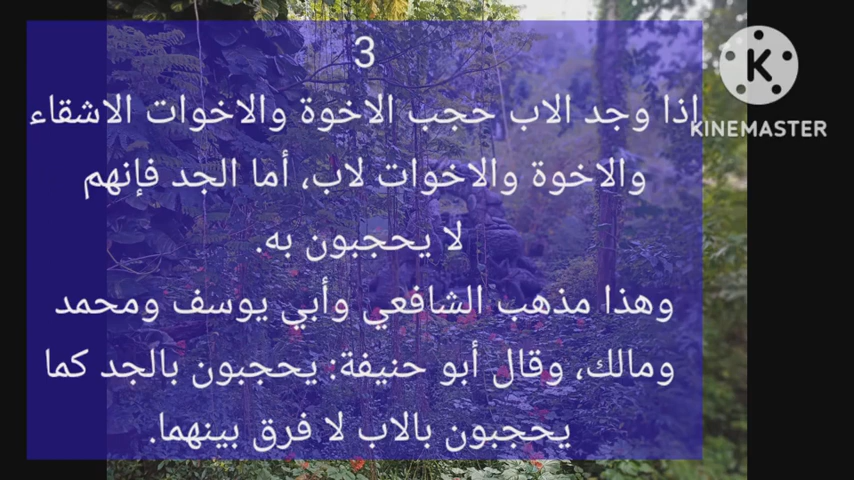 3
إذا وجد الاب حجب الاخوة والاخوات الاشقاء
والاخوة والاخوات لاب، أما الجد فإنهم
لا يحجبون به.
وهذا مذهب الشافعي وأبي يوسف ومحمد
ومالك، وقال أبو حنيفة: يحجبون بالجد كما
يحجبون بالاب لا فرق بينهما.
K
KINEMASTER